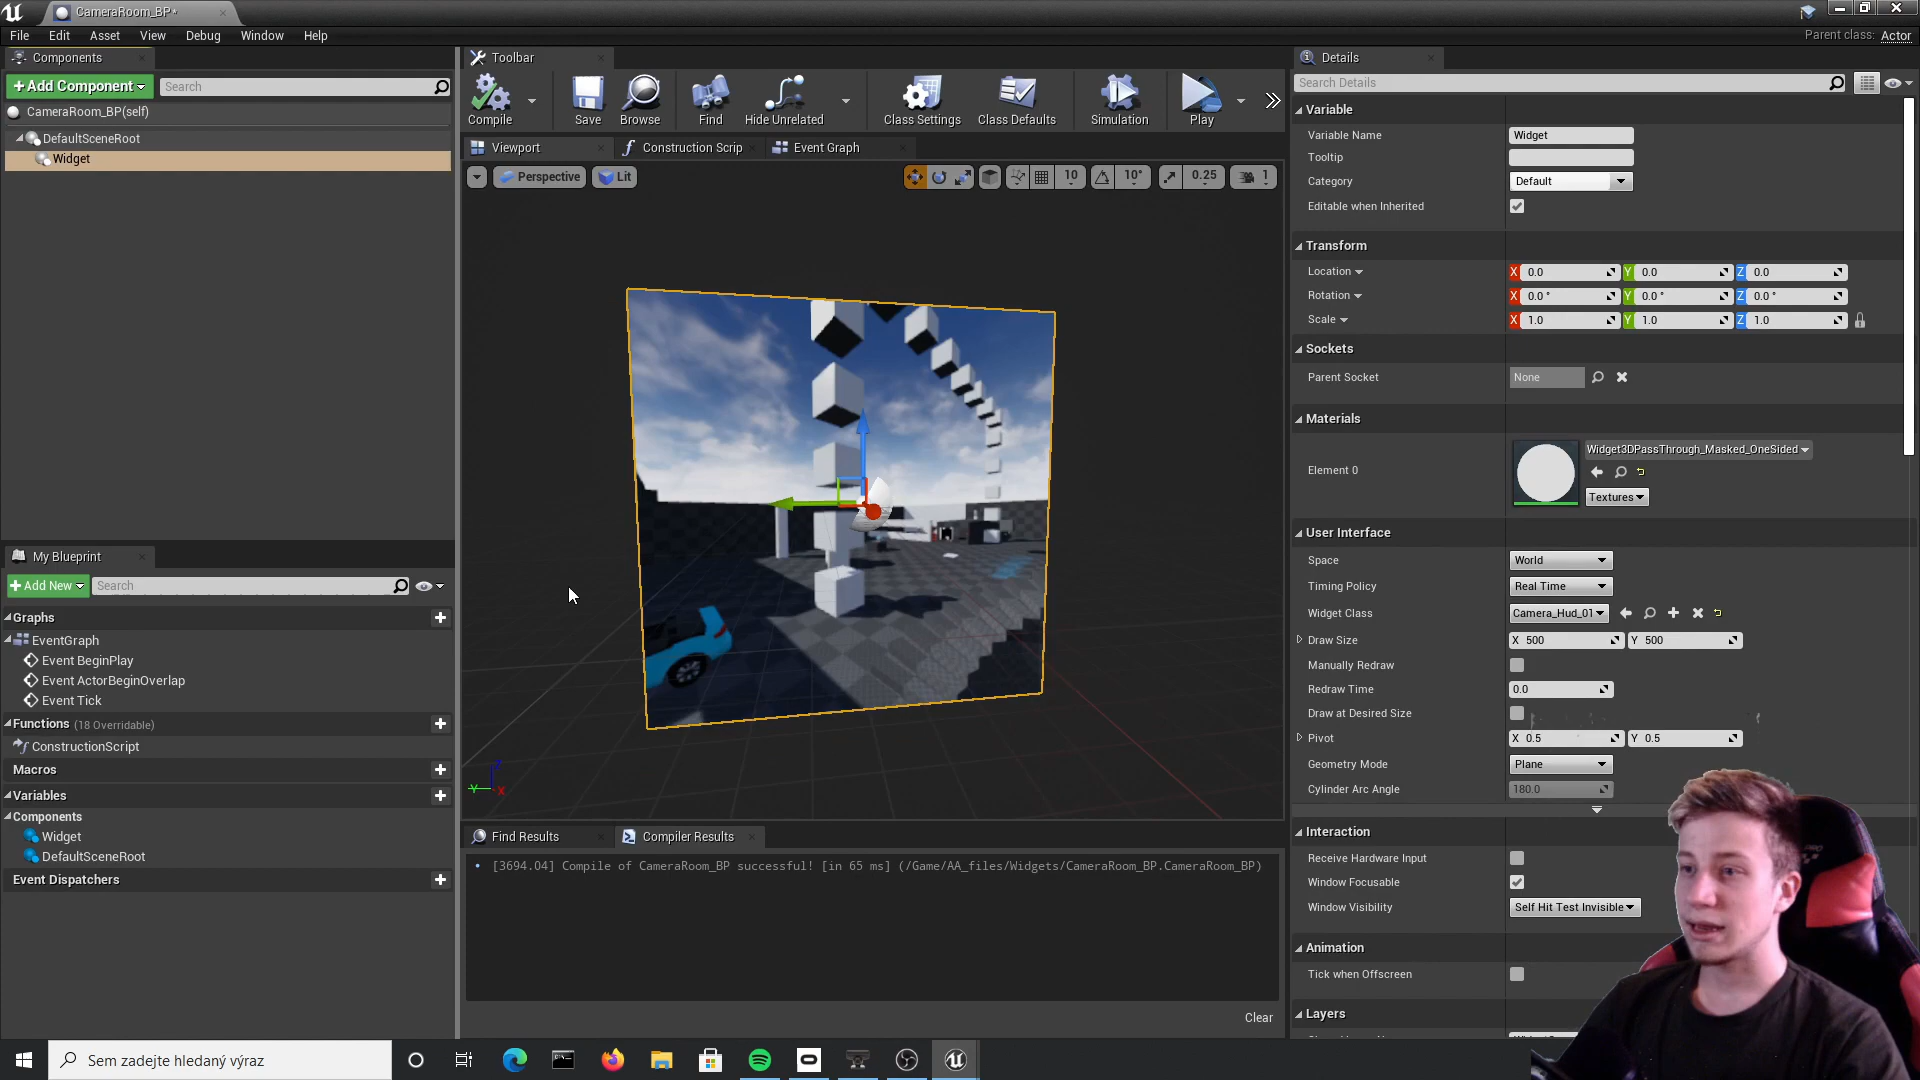 CameraRoom_BP*
File Edit Asset View Debug Window Help
Parent class: Actor
Components
+ Add Component
Search
CameraRoom_BP(self)
DefaultSceneRoot
Widget
My Blueprint
+ Add New
Search
Graphs
EventGraph
Event BeginPlay
Event ActorBeginOverlap
Event Tick
Functions (18 Overridable)
ConstructionScript
Macros
Variables
Components
Widget
DefaultSceneRoot
Event Dispatchers
Toolbar
Compile Save Browse Find Hide Unrelated Class Settings Class Defaults Simulation Play
Viewport Construction Scrip Event Graph
Perspective Lit 10 10° 0.25 1
Find Results Compiler Results
[3694.04] Compile of CameraRoom_BP successful! [in 65 ms] (/Game/AA_files/Widgets/CameraRoom_BP.CameraRoom_BP)
Clear
Details
Search Details
Variable
Variable Name Widget
Tooltip
Category Default
Editable when Inherited
Transform
Location X 0.0 Y 0.0 Z 0.0
Rotation X 0.0° Y 0.0° Z 0.0°
Scale X 1.0 Y 1.0 Z 1.0
Sockets
Parent Socket None
Materials
Element 0 Widget3DPassThrough_Masked_OneSided
Textures
User Interface
Space World
Timing Policy Real Time
Widget Class Camera_Hud_01
Draw Size X 500 Y 500
Manually Redraw
Redraw Time 0.0
Draw at Desired Size
Pivot X 0.5 Y 0.5
Geometry Mode Plane
Cylinder Arc Angle 180.0
Interaction
Receive Hardware Input
Window Focusable
Window Visibility Self Hit Test Invisible
Animation
Tick when Offscreen
Layers
Sem zadejte hledaný výraz